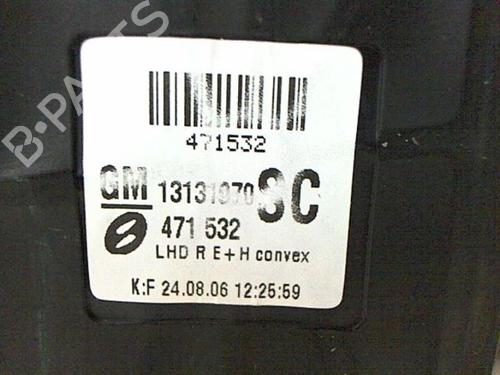 B-PARTS
471532
GM 13131970 SC
471 532
LHD R E+H convex
K:F 24.08.06 12:25:59